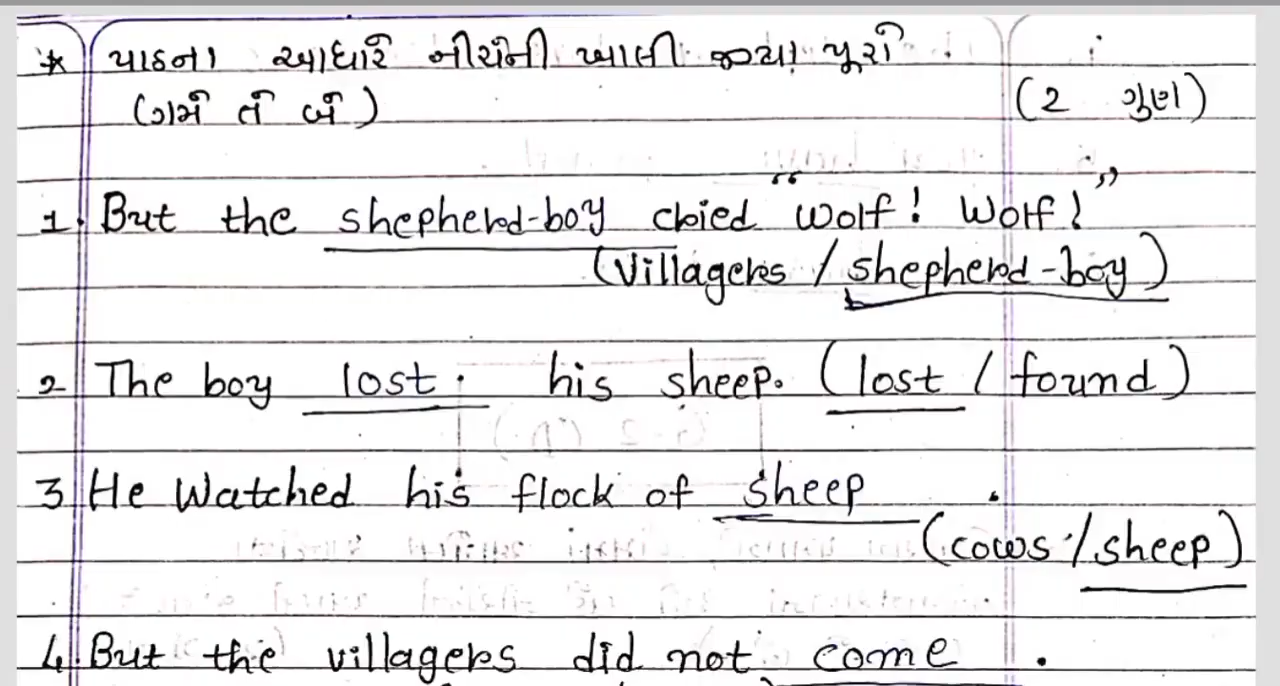 * પાઠના આધારે નીચેની ખાલી જગ્યા પૂરો .
(ગમે તે બે) (2 ગુણ)
1. But the shepherd-boy cried “Wolf! Wolf!”
(Villagers / shepherd-boy)
2 The boy lost . his sheep. (lost / found)
3 He Watched his flock of sheep .
(cows / sheep)
4. But the villagers did not come .